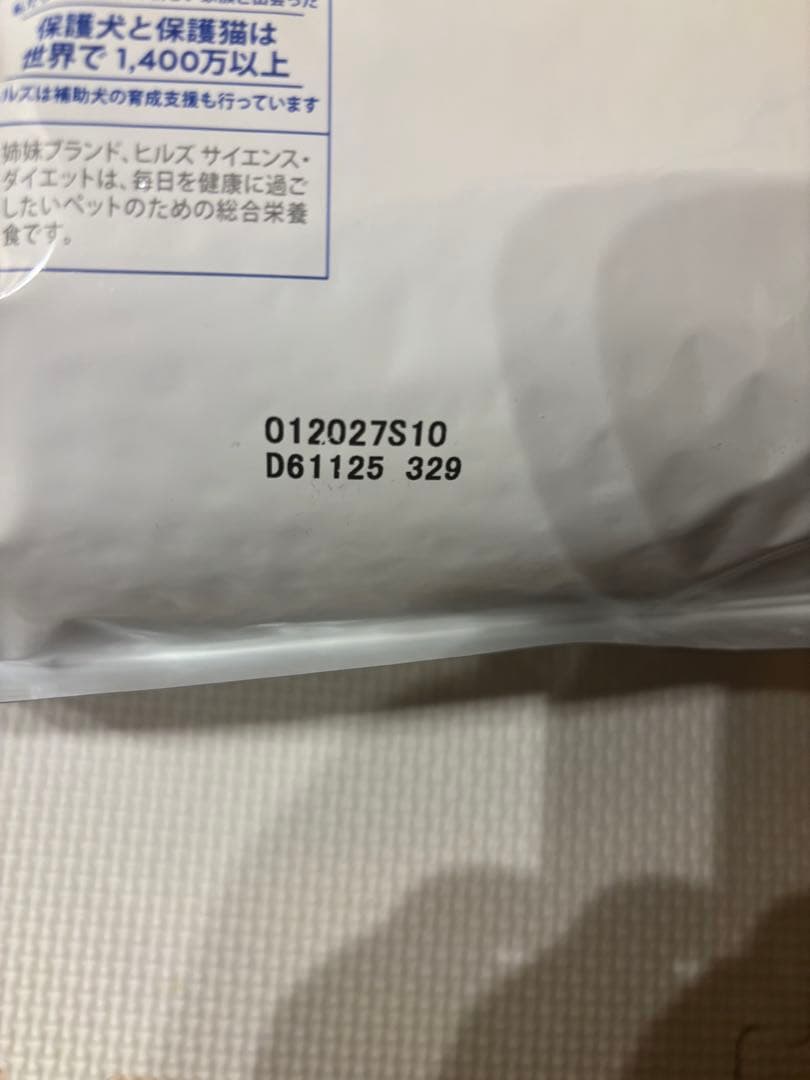 保護犬と保護猫は
世界で 1,400万以上
ルズは補助犬の育成支援も行っています
姉妹ブランド、ヒルズ サイエンス・
ダイエットは、毎日を健康に過ご
したいペットのための総合栄養
食です。
012027S10
D61125 329